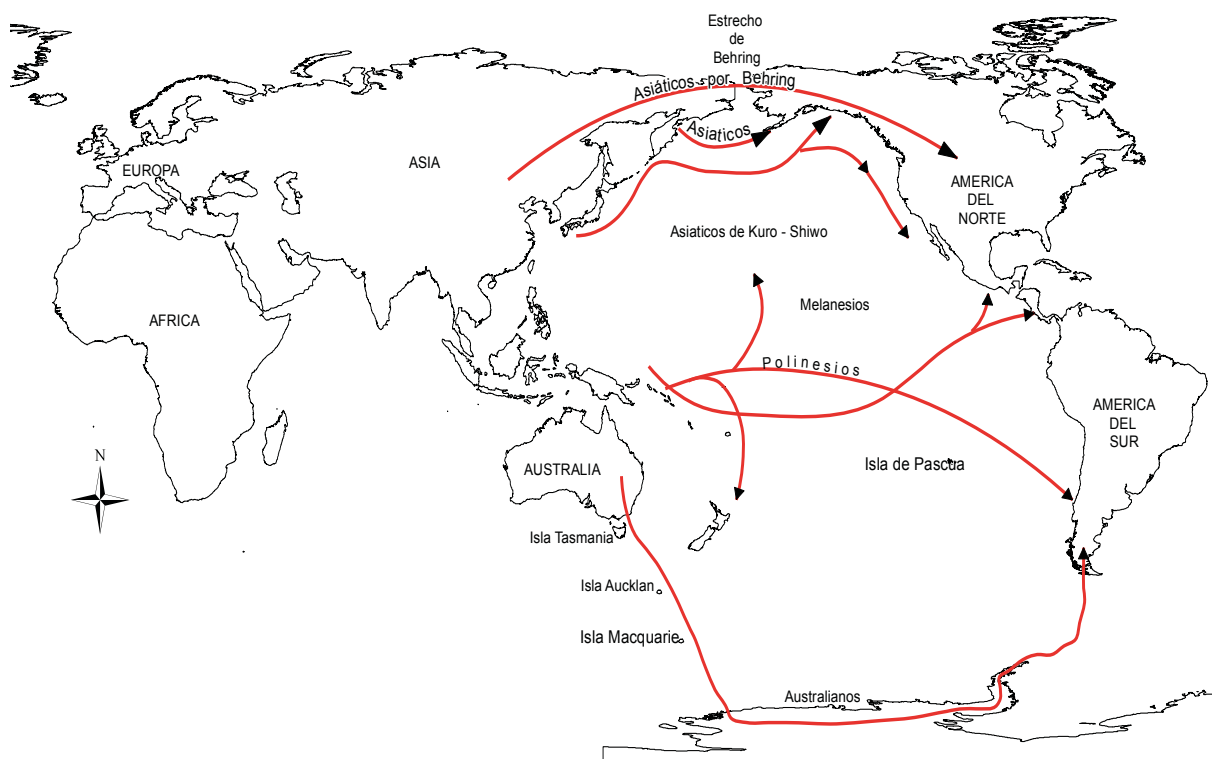 Estrecho
de
Behring
Asiáticos por Behring
Asiaticos
ASIA
EUROPA
AMERICA
DEL
NORTE
Asiaticos de Kuro - Shiwo
Melanesios
AFRICA
Polinesios
AMERICA
DEL
SUR
Isla de Pascua
AUSTRALIA
N
Isla Tasmania
Isla Aucklan
Isla Macquarie
Australianos